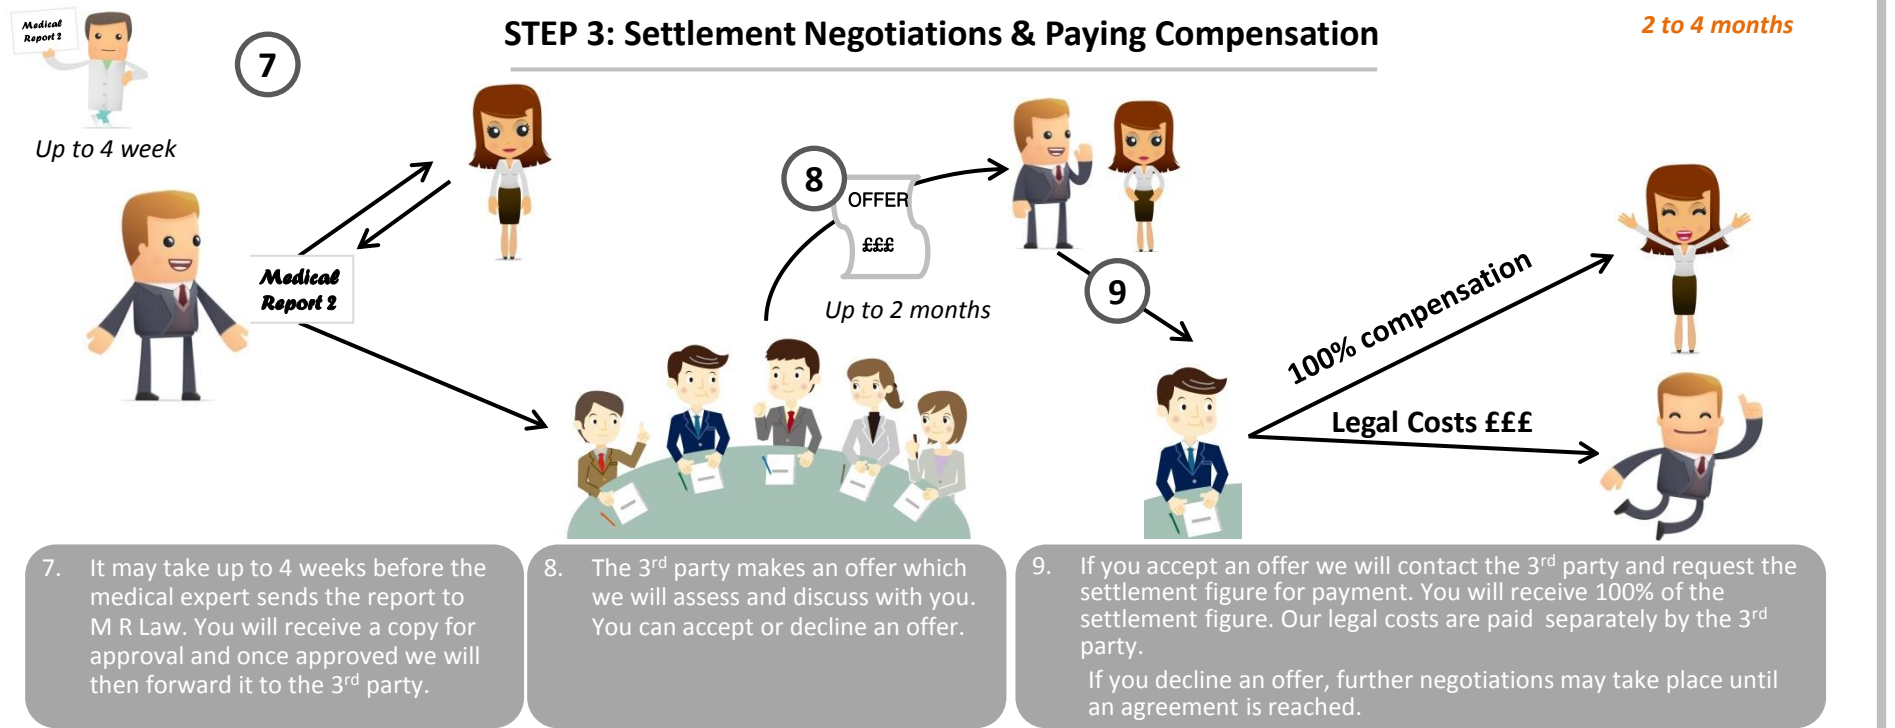 Medical
Report 2
7
STEP 3: Settlement Negotiations & Paying Compensation
2 to 4 months
Up to 4 week
Medical
Report 2
8
OFFER
£££
Up to 2 months
9
100% compensation
Legal Costs £££
7. It may take up to 4 weeks before the
medical expert sends the report to
M R Law. You will receive a copy for
approval and once approved we will
then forward it to the 3rd party.
8. The 3rd party makes an offer which
we will assess and discuss with you.
You can accept or decline an offer.
9. If you accept an offer we will contact the 3rd party and request the
settlement figure for payment. You will receive 100% of the
settlement figure. Our legal costs are paid separately by the 3rd
party.
If you decline an offer, further negotiations may take place until
an agreement is reached.